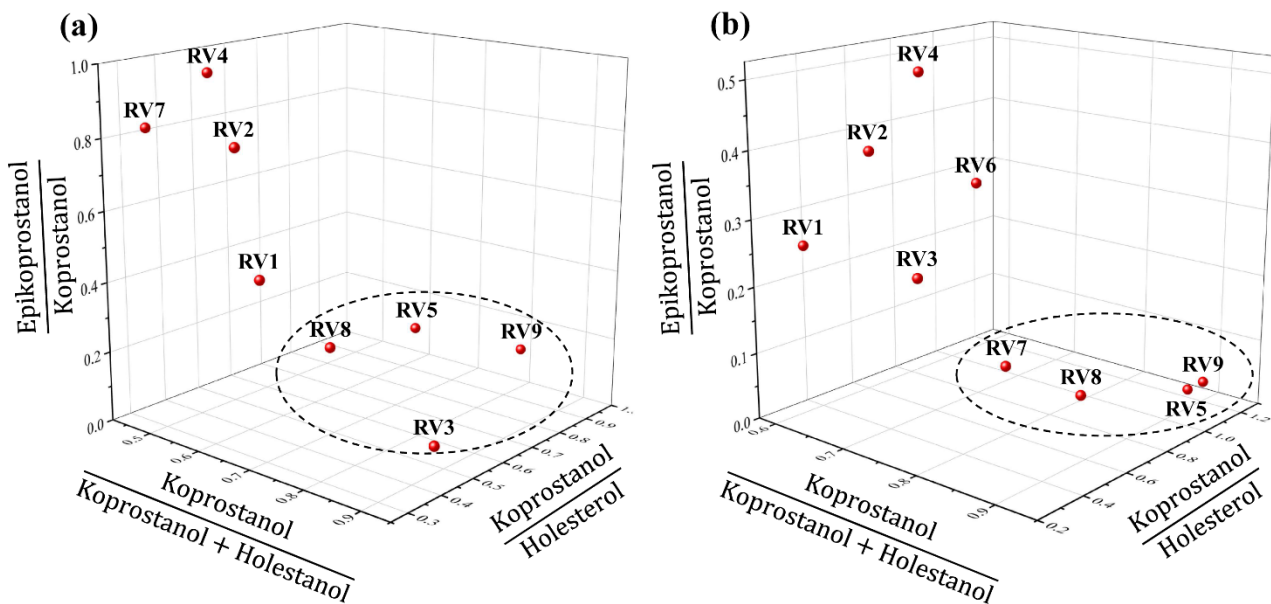 (a)
RV4
RV7
RV2
RV1
RV8
RV5
RV9
RV3
1.0
0.8
0.6
0.4
0.2
0.0
Epikoprostanol
Koprostanol
0.5
0.6
0.7
0.8
0.9
Koprostanol
Koprostanol + Holestanol
0.3
0.4
0.5
0.6
0.7
0.8
0.9
Koprostanol
Holesterol
(b)
RV4
RV2
RV6
RV1
RV3
RV7
RV8
RV9
RV5
0.5
0.4
0.3
0.2
0.1
0.0
Epikoprostanol
Koprostanol
0.6
0.7
0.8
0.9
Koprostanol
Koprostanol + Holestanol
0.2
0.4
0.6
0.8
1.0
1.2
Koprostanol
Holesterol